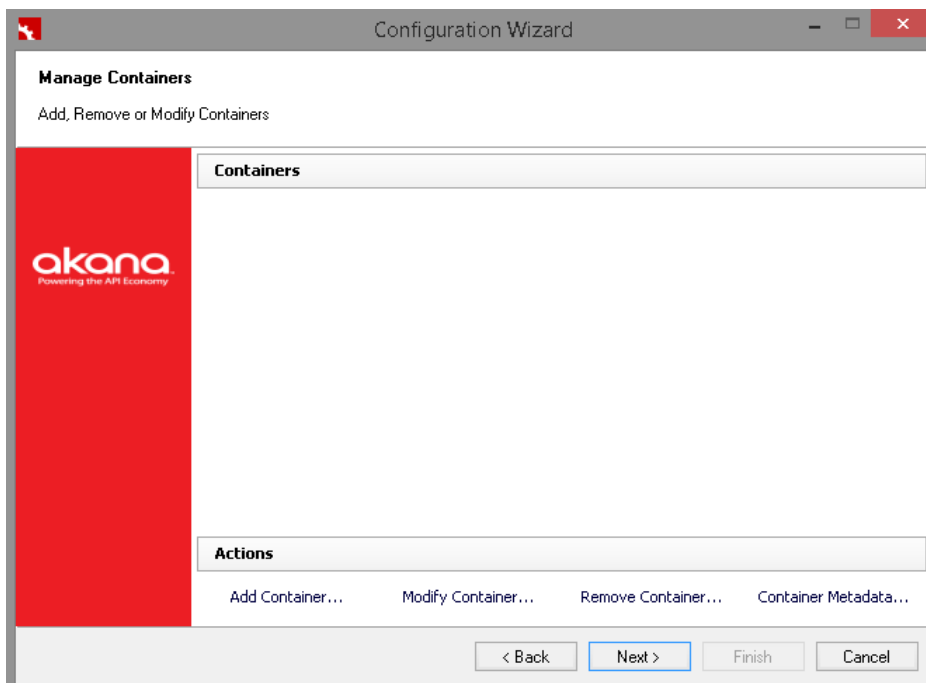 Configuration Wizard
Manage Containers
Add, Remove or Modify Containers
Containers
akana™
Powering the API Economy
Actions
Add Container... Modify Container... Remove Container... Container Metadata...
< Back Next > Finish Cancel